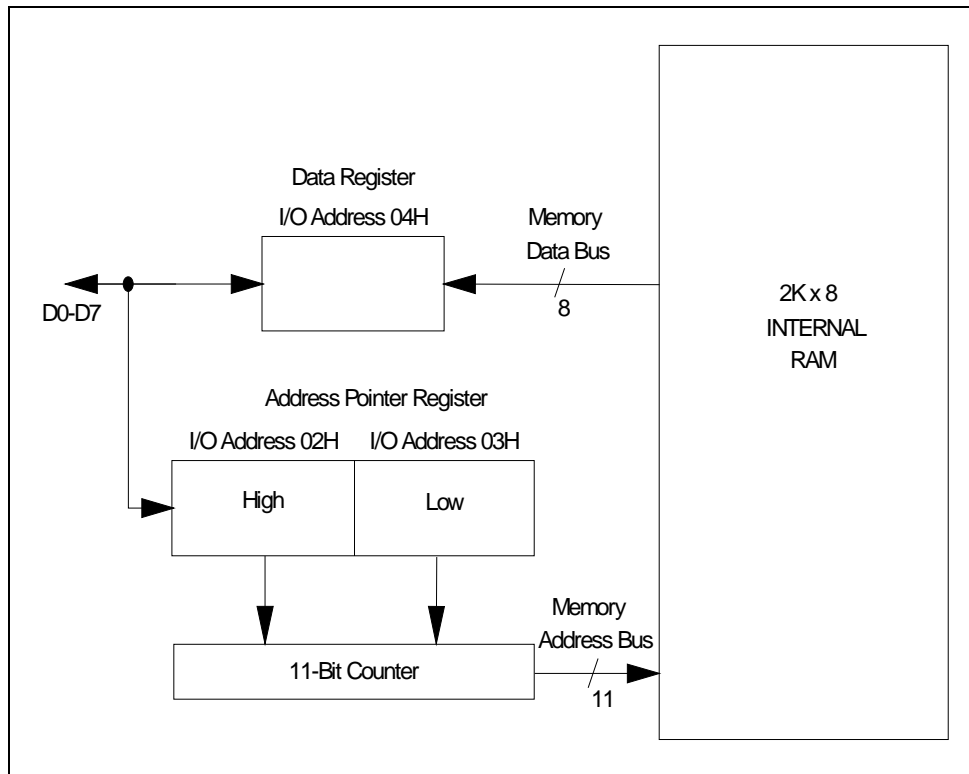 Data Register
I/O Address 04H
Memory
Data Bus
8
D0-D7
2K x 8
INTERNAL
RAM
Address Pointer Register
I/O Address 02H
I/O Address 03H
High
Low
Memory
Address Bus
11-Bit Counter
11